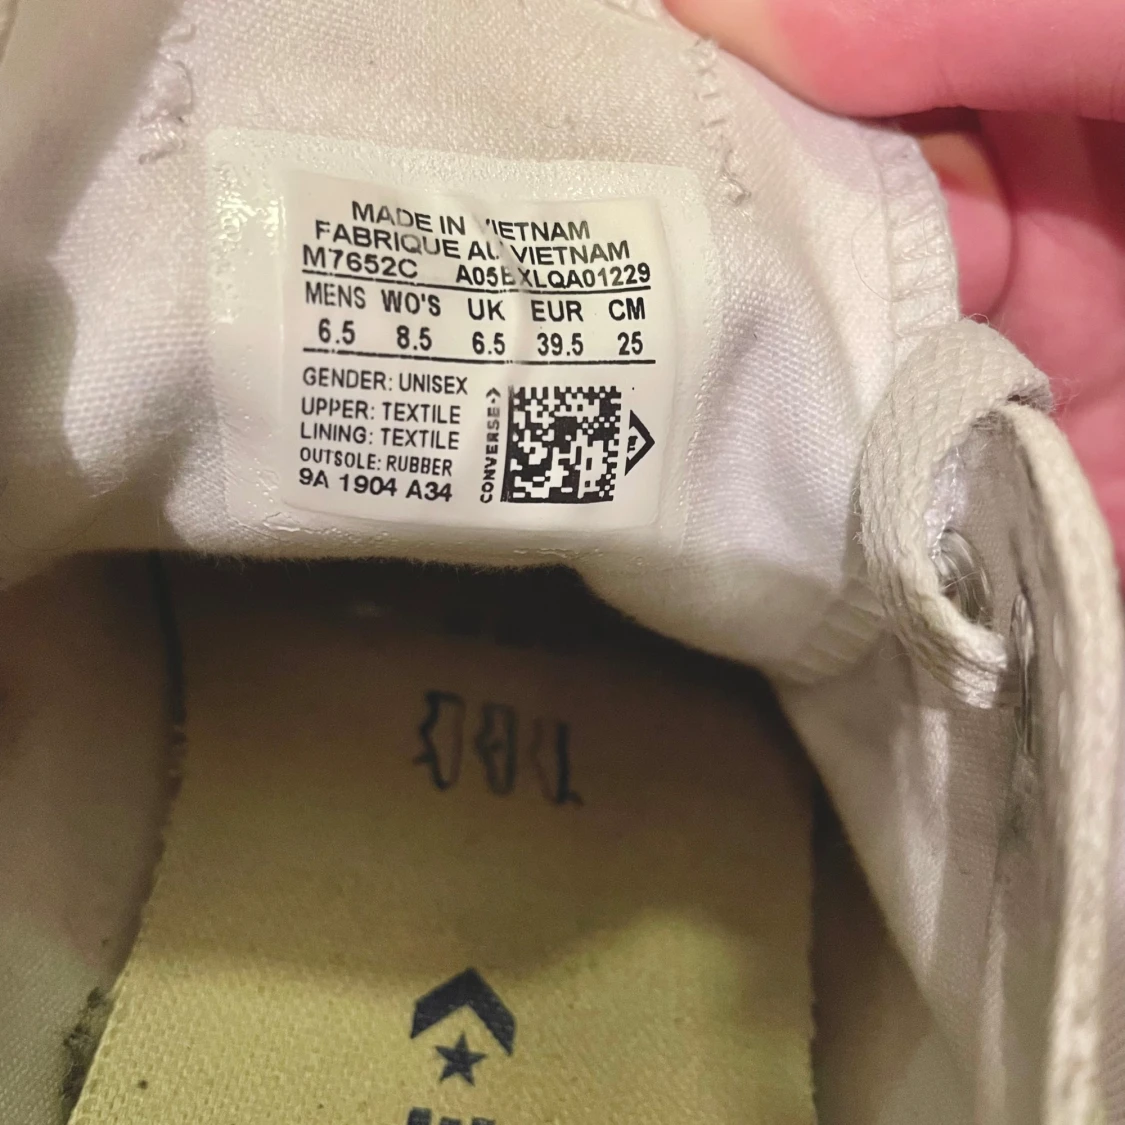 MADE IN VIETNAM
FABRIQUE AU VIETNAM
M7652C A05BXLQA01229
MENS WO'S UK EUR CM
6.5 8.5 6.5 39.5 25
GENDER: UNISEX
UPPER: TEXTILE
LINING: TEXTILE
OUTSOLE: RUBBER
9A 1904 A34
CONVERSE